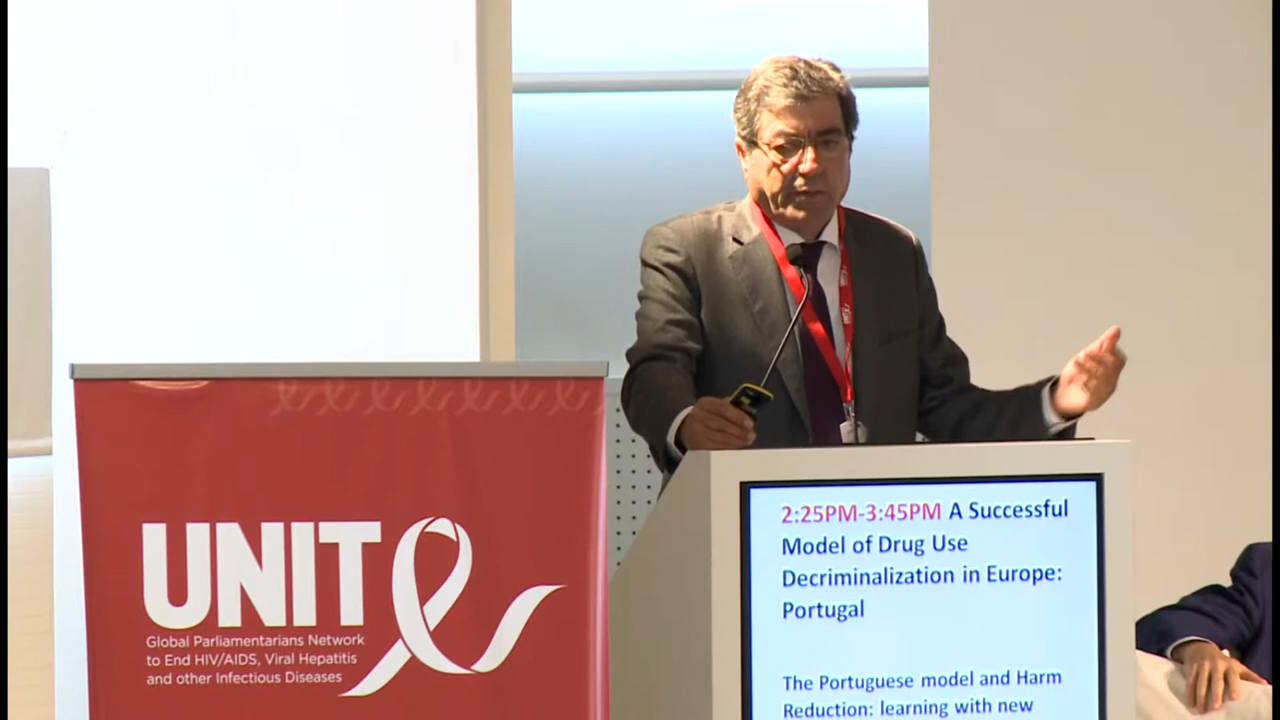 UNITE
Global Parliamentarians Network
to End HIV/AIDS, Viral Hepatitis
and other Infectious Diseases
2:25PM-3:45PM A Successful
Model of Drug Use
Decriminalization in Europe:
Portugal
The Portuguese model and Harm
Reduction: learning with new